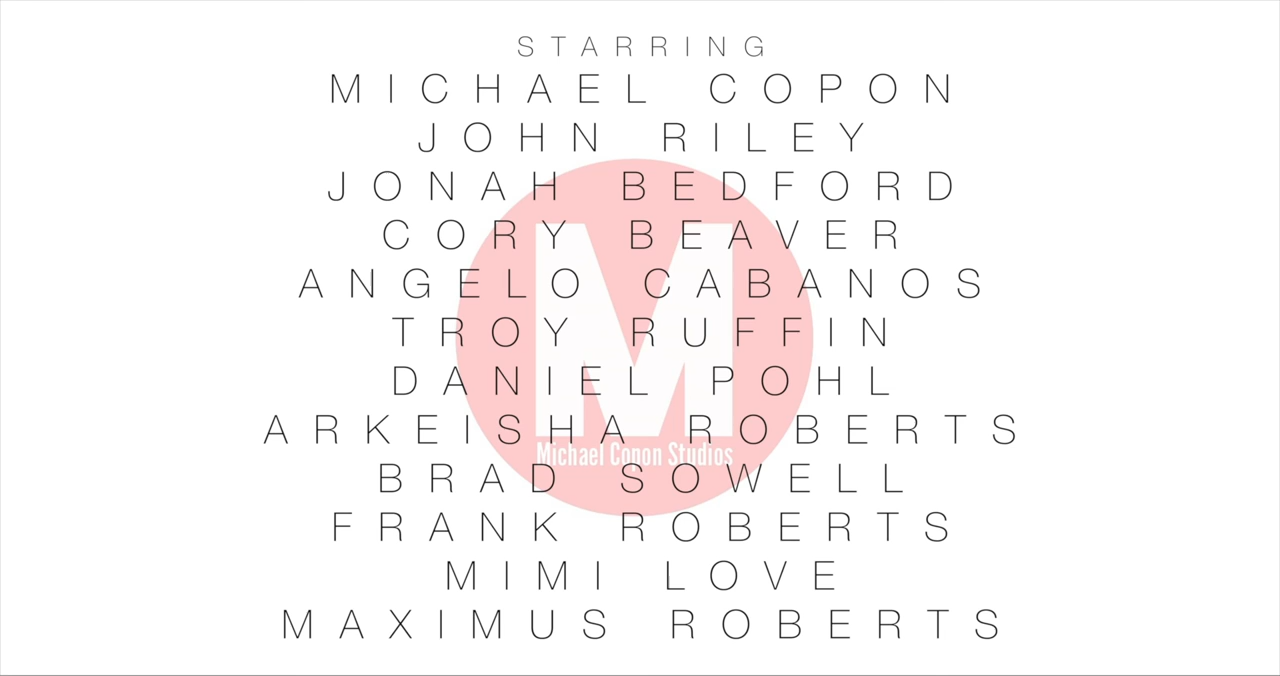 STARRING
MICHAEL COPON
JOHN RILEY
JONAH BEDFORD
CORY BEAVER
ANGELO CABANOS
TROY RUFFIN
DANIEL POHL
ARKEISHA ROBERTS
M
Michael Copon Studios
BRAD SOWELL
FRANK ROBERTS
MIMI LOVE
MAXIMUS ROBERTS